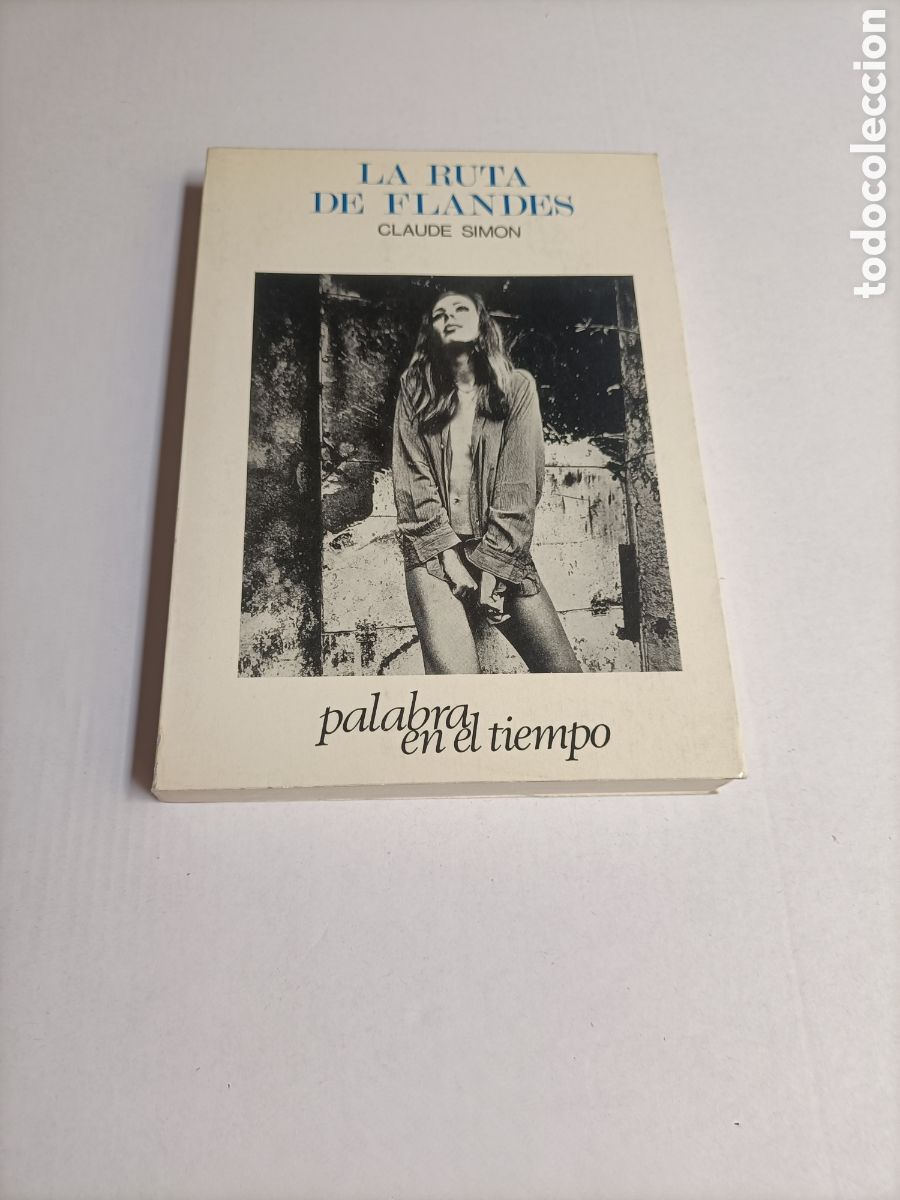 LA RUTA
DE FLANDES
CLAUDE SIMON
palabra
en el tiempo
todocoleccion